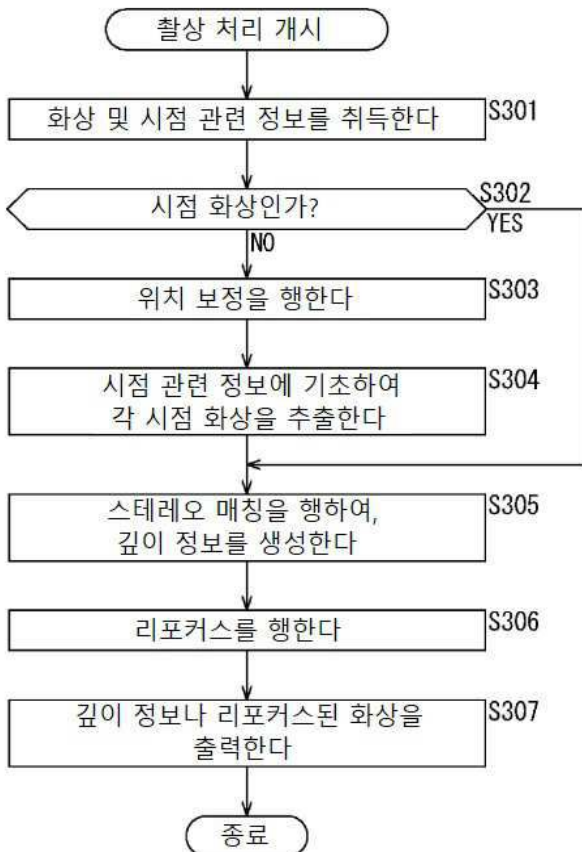 촬상 처리 개시
화상 및 시점 관련 정보를 취득한다
S301
시점 화상인가?
S302
YES
NO
위치 보정을 행한다
S303
시점 관련 정보에 기초하여
각 시점 화상을 추출한다
S304
스테레오 매칭을 행하여,
깊이 정보를 생성한다
S305
리포커스를 행한다
S306
깊이 정보나 리포커스된 화상을
출력한다
S307
종료